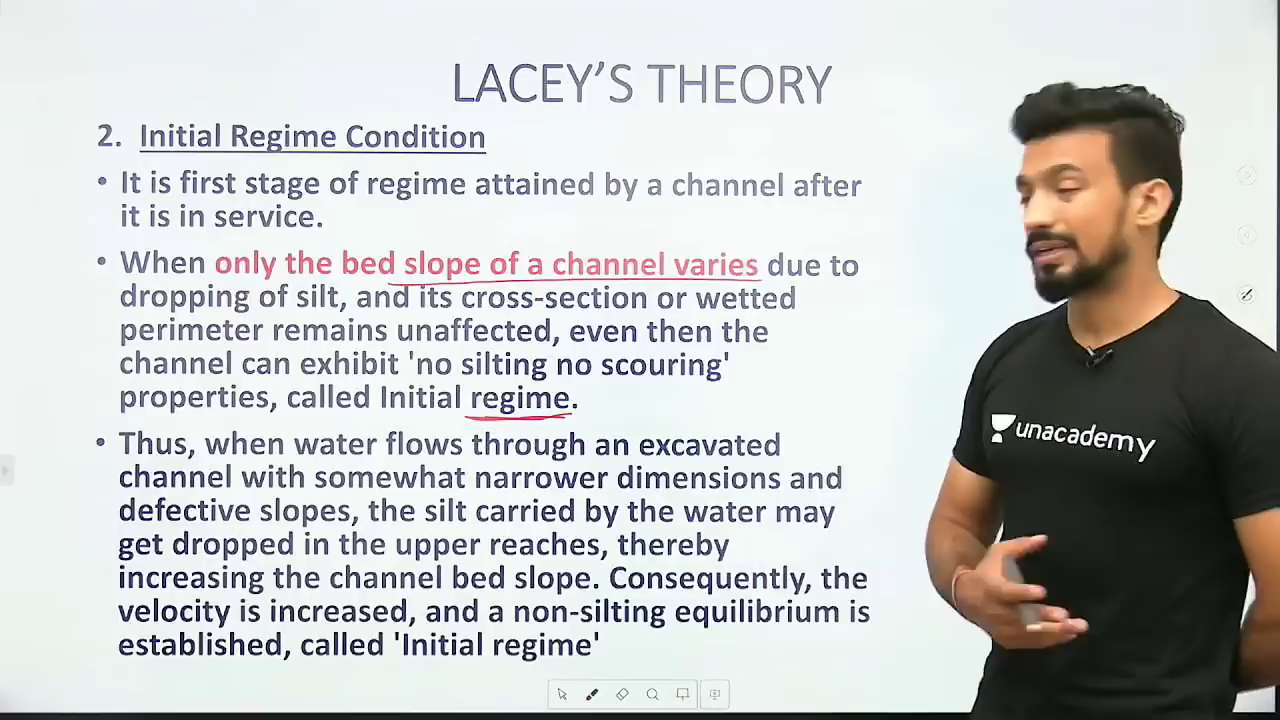 LACEY'S THEORY
2. Initial Regime Condition
• It is first stage of regime attained by a channel after
it is in service.
• When only the bed slope of a channel varies due to
dropping of silt, and its cross-section or wetted
perimeter remains unaffected, even then the
channel can exhibit 'no silting no scouring'
properties, called Initial regime.
• Thus, when water flows through an excavated
channel with somewhat narrower dimensions and
defective slopes, the silt carried by the water may
get dropped in the upper reaches, thereby
increasing the channel bed slope. Consequently, the
velocity is increased, and a non-silting equilibrium is
established, called 'Initial regime'
unacademy